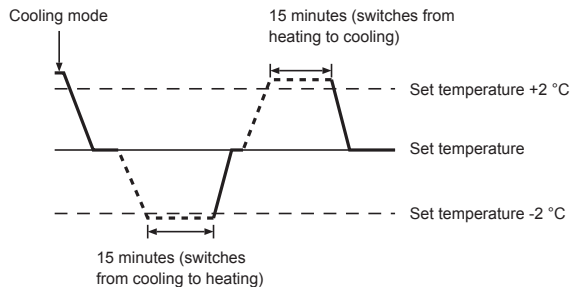 Cooling mode
15 minutes (switches from
heating to cooling)
Set temperature +2 °C
Set temperature
Set temperature -2 °C
15 minutes (switches
from cooling to heating)